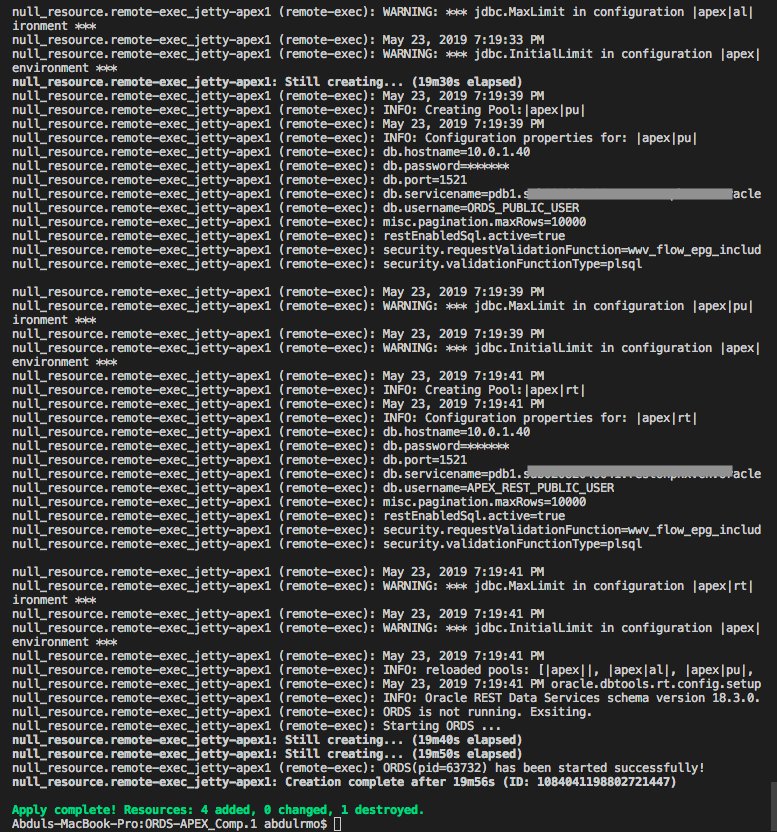 null_resource.remote-exec_jetty-apex1 (remote-exec): WARNING: *** jdbc.MaxLimit in configuration |apex|al|
ironment ***
null_resource.remote-exec_jetty-apex1 (remote-exec): May 23, 2019 7:19:33 PM
null_resource.remote-exec_jetty-apex1 (remote-exec): WARNING: *** jdbc.InitialLimit in configuration |apex|
environment ***
null_resource.remote-exec_jetty-apex1: Still creating... (19m30s elapsed)
null_resource.remote-exec_jetty-apex1 (remote-exec): May 23, 2019 7:19:39 PM
null_resource.remote-exec_jetty-apex1 (remote-exec): INFO: Creating Pool:|apex|pu|
null_resource.remote-exec_jetty-apex1 (remote-exec): May 23, 2019 7:19:39 PM
null_resource.remote-exec_jetty-apex1 (remote-exec): INFO: Configuration properties for: |apex|pu|
null_resource.remote-exec_jetty-apex1 (remote-exec): db.hostname=10.0.1.40
null_resource.remote-exec_jetty-apex1 (remote-exec): db.password=******
null_resource.remote-exec_jetty-apex1 (remote-exec): db.port=1521
null_resource.remote-exec_jetty-apex1 (remote-exec): db.servicename=pdb1. acle
null_resource.remote-exec_jetty-apex1 (remote-exec): db.username=ORDS_PUBLIC_USER
null_resource.remote-exec_jetty-apex1 (remote-exec): misc.pagination.maxRows=10000
null_resource.remote-exec_jetty-apex1 (remote-exec): restEnabledSql.active=true
null_resource.remote-exec_jetty-apex1 (remote-exec): security.requestValidationFunction=wwv_flow_epg_includ
null_resource.remote-exec_jetty-apex1 (remote-exec): security.validationFunctionType=plsql
null_resource.remote-exec_jetty-apex1 (remote-exec): May 23, 2019 7:19:39 PM
null_resource.remote-exec_jetty-apex1 (remote-exec): WARNING: *** jdbc.MaxLimit in configuration |apex|pu|
ironment ***
null_resource.remote-exec_jetty-apex1 (remote-exec): May 23, 2019 7:19:39 PM
null_resource.remote-exec_jetty-apex1 (remote-exec): WARNING: *** jdbc.InitialLimit in configuration |apex|
environment ***
null_resource.remote-exec_jetty-apex1 (remote-exec): May 23, 2019 7:19:41 PM
null_resource.remote-exec_jetty-apex1 (remote-exec): INFO: Creating Pool:|apex|rt|
null_resource.remote-exec_jetty-apex1 (remote-exec): May 23, 2019 7:19:41 PM
null_resource.remote-exec_jetty-apex1 (remote-exec): INFO: Configuration properties for: |apex|rt|
null_resource.remote-exec_jetty-apex1 (remote-exec): db.hostname=10.0.1.40
null_resource.remote-exec_jetty-apex1 (remote-exec): db.password=******
null_resource.remote-exec_jetty-apex1 (remote-exec): db.port=1521
null_resource.remote-exec_jetty-apex1 (remote-exec): db.servicename=pdb1. acle
null_resource.remote-exec_jetty-apex1 (remote-exec): db.username=APEX_REST_PUBLIC_USER
null_resource.remote-exec_jetty-apex1 (remote-exec): misc.pagination.maxRows=10000
null_resource.remote-exec_jetty-apex1 (remote-exec): restEnabledSql.active=true
null_resource.remote-exec_jetty-apex1 (remote-exec): security.requestValidationFunction=wwv_flow_epg_includ
null_resource.remote-exec_jetty-apex1 (remote-exec): security.validationFunctionType=plsql
null_resource.remote-exec_jetty-apex1 (remote-exec): May 23, 2019 7:19:41 PM
null_resource.remote-exec_jetty-apex1 (remote-exec): WARNING: *** jdbc.MaxLimit in configuration |apex|rt|
ironment ***
null_resource.remote-exec_jetty-apex1 (remote-exec): May 23, 2019 7:19:41 PM
null_resource.remote-exec_jetty-apex1 (remote-exec): WARNING: *** jdbc.InitialLimit in configuration |apex|
environment ***
null_resource.remote-exec_jetty-apex1 (remote-exec): May 23, 2019 7:19:41 PM
null_resource.remote-exec_jetty-apex1 (remote-exec): INFO: reloaded pools: [|apex||, |apex|al|, |apex|pu|,
null_resource.remote-exec_jetty-apex1 (remote-exec): May 23, 2019 7:19:41 PM oracle.dbtools.rt.config.setup
null_resource.remote-exec_jetty-apex1 (remote-exec): INFO: Oracle REST Data Services schema version 18.3.0.
null_resource.remote-exec_jetty-apex1 (remote-exec): ORDS is not running. Exsiting.
null_resource.remote-exec_jetty-apex1 (remote-exec): Starting ORDS ...
null_resource.remote-exec_jetty-apex1: Still creating... (19m40s elapsed)
null_resource.remote-exec_jetty-apex1: Still creating... (19m50s elapsed)
null_resource.remote-exec_jetty-apex1 (remote-exec): ORDS(pid=63732) has been started successfully!
null_resource.remote-exec_jetty-apex1: Creation complete after 19m56s (ID: 1084041198802721447)
Apply complete! Resources: 4 added, 0 changed, 1 destroyed.
Abduls-MacBook-Pro:ORDS-APEX_Comp.1 abdulrmo$